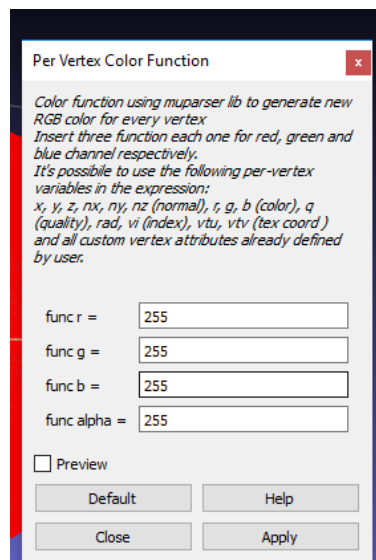 Per Vertex Color Function
x
Color function using muparser lib to generate new
RGB color for every vertex
Insert three function each one for red, green and
blue channel respectively.
It's possibile to use the following per-vertex
variables in the expression:
x, y, z, nx, ny, nz (normal), r, g, b (color), q
(quality), rad, vi (index), vtu, vtv (tex coord )
and all custom vertex attributes already defined
by user.
func r = 255
func g = 255
func b = 255
func alpha = 255
Preview
Default Help
Close Apply